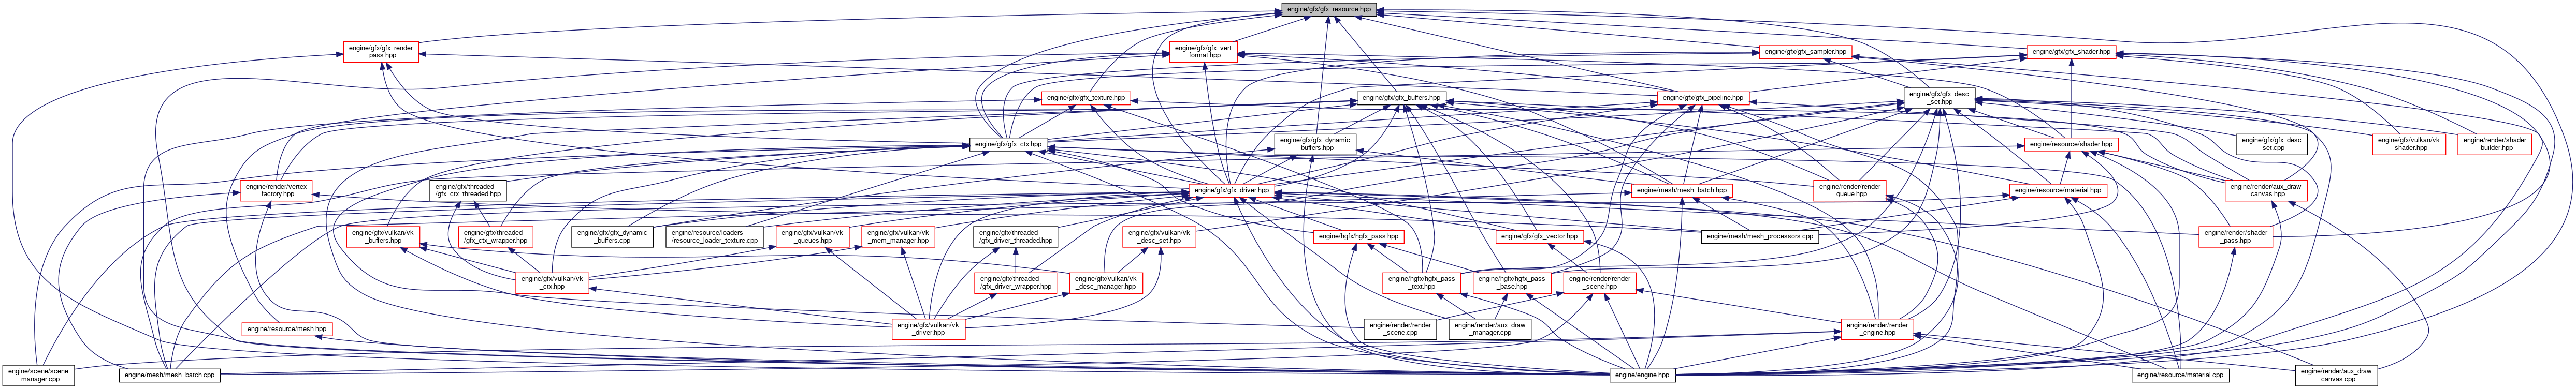 engine/gfx/gfx_resource.hpp
engine/gfx/gfx_render
_pass.hpp
engine/gfx/gfx_vert
_format.hpp
engine/gfx/gfx_sampler.hpp
engine/gfx/gfx_shader.hpp
engine/gfx/gfx_texture.hpp
engine/gfx/gfx_buffers.hpp
engine/gfx/gfx_pipeline.hpp
engine/gfx/gfx_desc
_set.hpp
engine/gfx/gfx_ctx.hpp
engine/gfx/gfx_dynamic
_buffers.hpp
engine/resource/shader.hpp
engine/gfx/gfx_desc
_set.cpp
engine/gfx/vulkan/vk
_shader.hpp
engine/render/shader
_builder.hpp
engine/render/vertex
_factory.hpp
engine/gfx/threaded
/gfx_ctx_threaded.hpp
engine/gfx/gfx_driver.hpp
engine/mesh/mesh_batch.hpp
engine/render/render
_queue.hpp
engine/resource/material.hpp
engine/render/aux_draw
_canvas.hpp
engine/gfx/vulkan/vk
_buffers.hpp
engine/gfx/threaded
/gfx_ctx_wrapper.hpp
engine/gfx/gfx_dynamic
_buffers.cpp
engine/resource/loaders
/resource_loader_texture.cpp
engine/gfx/vulkan/vk
_queues.hpp
engine/gfx/vulkan/vk
_mem_manager.hpp
engine/gfx/threaded
/gfx_driver_threaded.hpp
engine/gfx/vulkan/vk
_desc_set.hpp
engine/hgfx/hgfx_pass.hpp
engine/gfx/gfx_vector.hpp
engine/mesh/mesh_processors.cpp
engine/render/shader
_pass.hpp
engine/gfx/vulkan/vk
_ctx.hpp
engine/gfx/threaded
/gfx_driver_wrapper.hpp
engine/gfx/vulkan/vk
_desc_manager.hpp
engine/hgfx/hgfx_pass
_text.hpp
engine/hgfx/hgfx_pass
_base.hpp
engine/render/render
_scene.hpp
engine/resource/mesh.hpp
engine/gfx/vulkan/vk
_driver.hpp
engine/render/render
_scene.cpp
engine/render/aux_draw
_manager.cpp
engine/render/render
_engine.hpp
engine/scene/scene
_manager.cpp
engine/mesh/mesh_batch.cpp
engine/engine.hpp
engine/resource/material.cpp
engine/render/aux_draw
_canvas.cpp